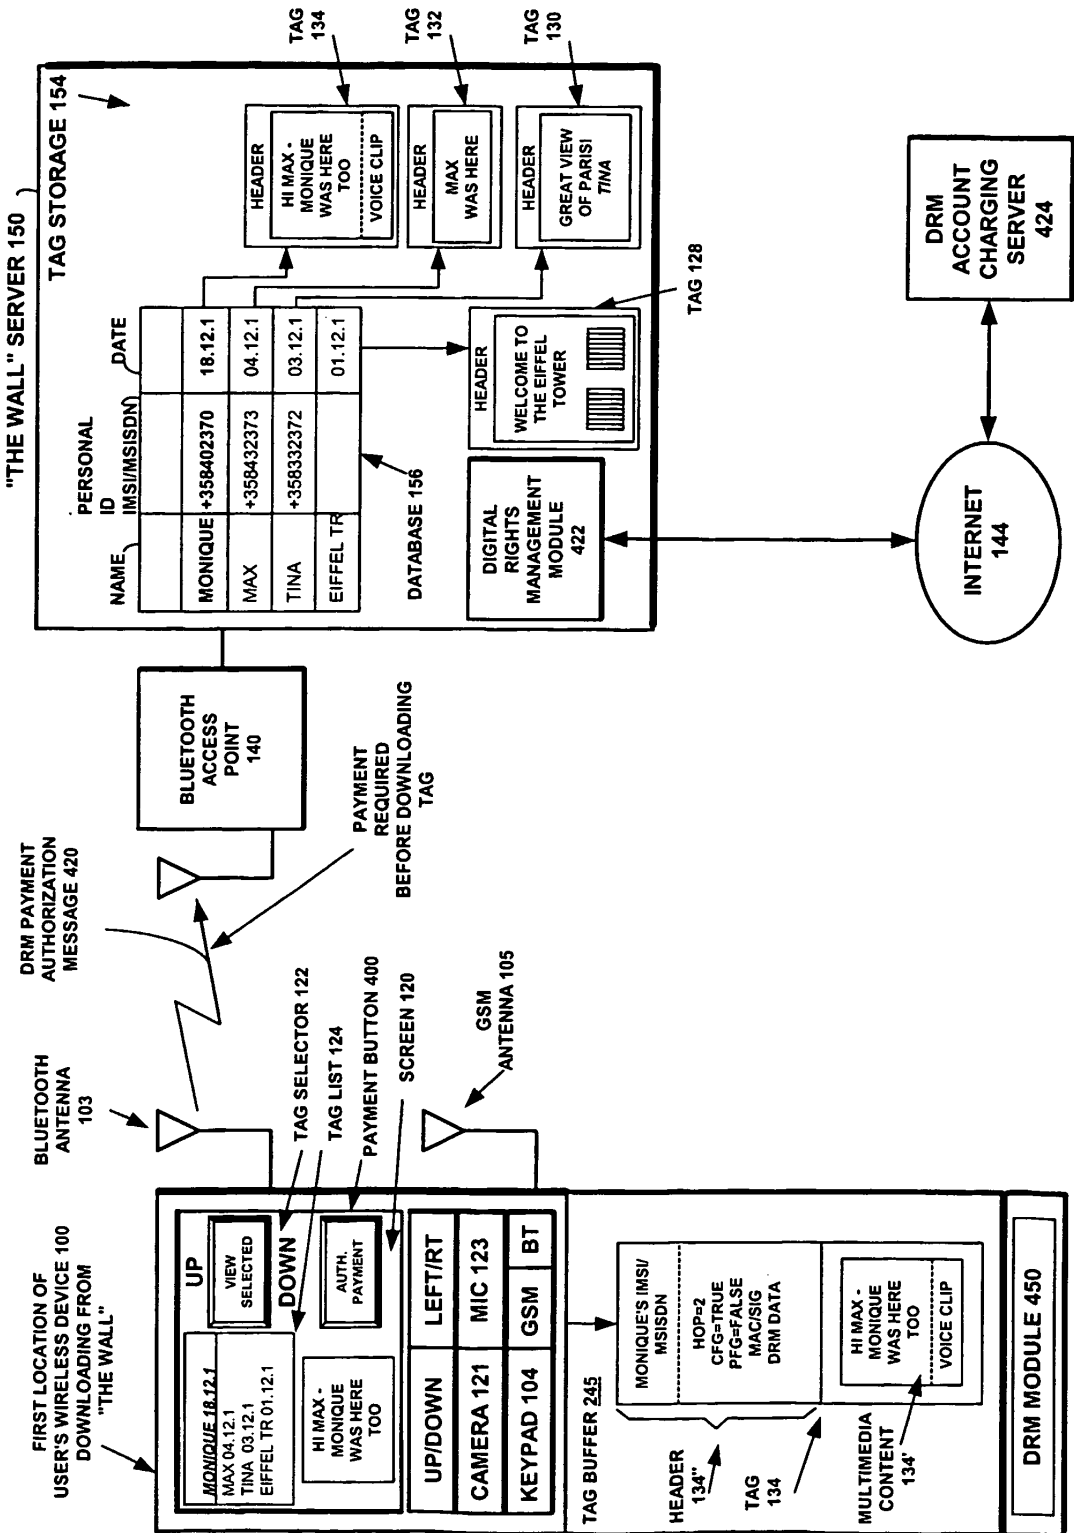 FIRST LOCATION OF
USER'S WIRELESS DEVICE 100
DOWNLOADING FROM
"THE WALL"
BLUETOOTH
ANTENNA
103
DRM PAYMENT
AUTHORIZATION
MESSAGE 420
"THE WALL" SERVER 150
TAG STORAGE 154
NAME
PERSONAL
ID
IMSI/MSISDN
DATE
MONIQUE +358402370 18.12.1
MAX +358432373 04.12.1
TINA +358332372 03.12.1
EIFFEL TR 01.12.1
DATABASE 156
TAG
134
HEADER
HI MAX -
MONIQUE
WAS HERE
TOO
VOICE CLIP
TAG
132
HEADER
MAX
WAS HERE
TAG
130
HEADER
GREAT VIEW
OF PARISI
TINA
HEADER
WELCOME TO
THE EIFFEL
TOWER
TAG 128
DIGITAL
RIGHTS
MANAGEMENT
MODULE
422
BLUETOOTH
ACCESS
POINT
140
PAYMENT
REQUIRED
BEFORE DOWNLOADING
TAG
MONIQUE 18.12.1
MAX 04.12.1
TINA 03.12.1
EIFFEL TR 01.12.1
UP
VIEW
SELECTED
DOWN
HI MAX -
MONIQUE
WAS HERE
TOO
AUTH.
PAYMENT
TAG SELECTOR 122
TAG LIST 124
PAYMENT BUTTON 400
SCREEN 120
GSM
ANTENNA 105
UP/DOWN LEFT/RT
CAMERA 121 MIC 123
KEYPAD 104 GSM BT
TAG BUFFER 245
MONIQUE'S IMSI/
MSISDN
HOP=2
CFG=TRUE
PFG=FALSE
MAC/SIG
DRM DATA
HEADER
134"
TAG
134
HI MAX -
MONIQUE
WAS HERE
TOO
VOICE CLIP
MULTIMEDIA
CONTENT
134'
DRM MODULE 450
INTERNET
144
DRM
ACCOUNT
CHARGING
SERVER
424